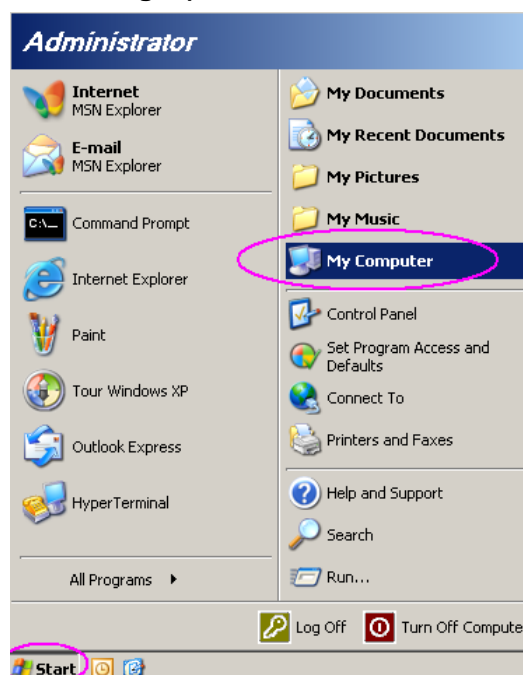 Administrator
Internet
MSN Explorer
E-mail
MSN Explorer
C:\_
Command Prompt
Internet Explorer
Paint
Tour Windows XP
Outlook Express
HyperTerminal
All Programs
My Documents
My Recent Documents
My Pictures
My Music
My Computer
Control Panel
Set Program Access and
Defaults
Connect To
Printers and Faxes
Help and Support
Search
Run...
Log Off
Turn Off Compute
Start